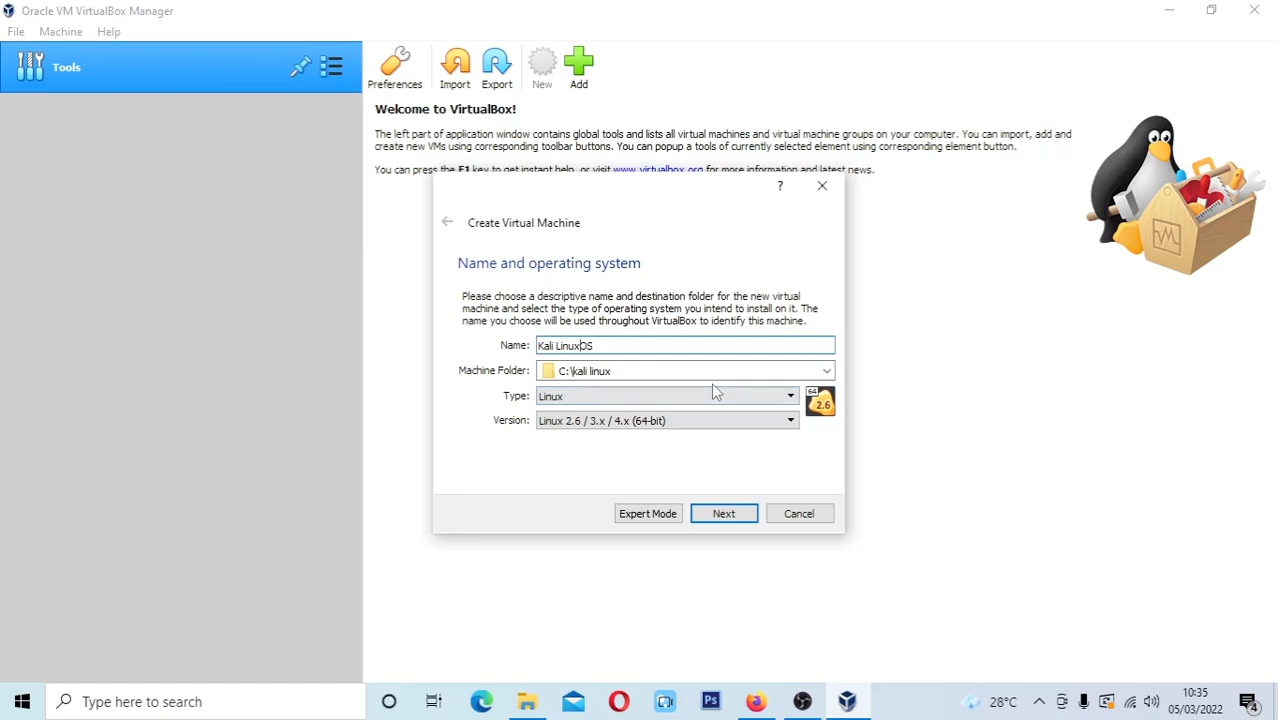 Oracle VM VirtualBox Manager
File Machine Help
Tools
Preferences Import Export New Add
Welcome to VirtualBox!
The left part of application window contains global tools and lists all virtual machines and virtual machine groups on your computer. You can import, add and
create new VMs using corresponding toolbar buttons. You can popup a tools of currently selected element using corresponding element button.
You can press the F1 key to get instant help, or visit www.virtualbox.org for more information and latest news.
?
Create Virtual Machine
Name and operating system
Please choose a descriptive name and destination folder for the new virtual
machine and select the type of operating system you intend to install on it. The
name you choose will be used throughout VirtualBox to identify this machine.
Name: Kali LinuxOS
Machine Folder: C:\kali linux
Type: Linux
64
2.6
Version: Linux 2.6 / 3.x / 4.x (64-bit)
Expert Mode Next Cancel
Type here to search
Ps
28°C
10:35
05/03/2022
4